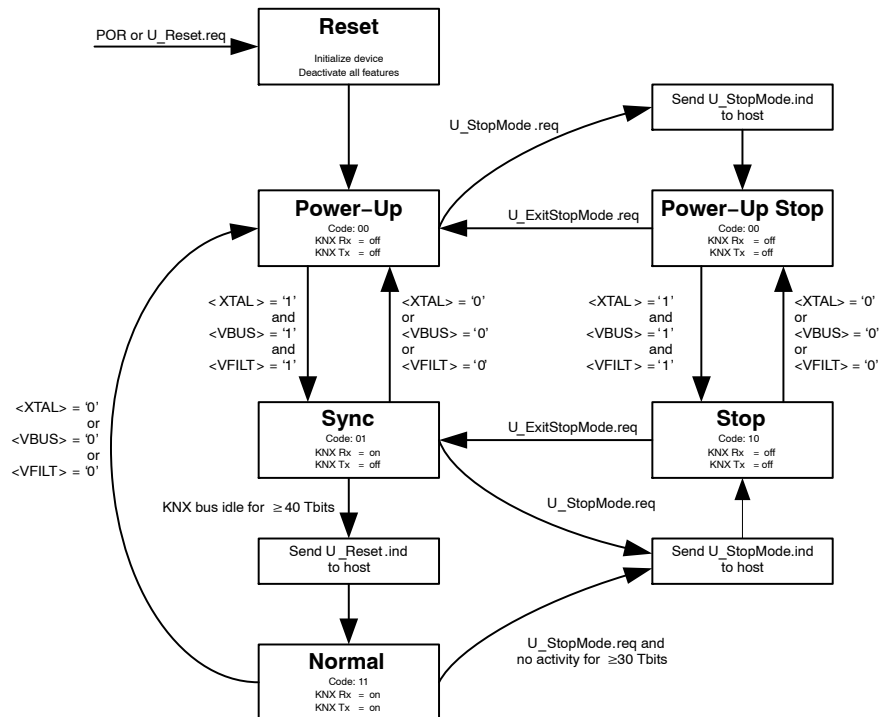 POR or U_Reset.req
Reset
Initialize device
Deactivate all features
U_StopMode .req
Send U_StopMode.ind
to host
Power−Up
Code: 00
KNX Rx = off
KNX Tx = off
U_ExitStopMode.req
Power−Up Stop
Code: 00
KNX Rx = off
KNX Tx = off
<XTAL> = ‘1’
and
<VBUS> = ‘1’
and
<VFILT> = ‘1’
<XTAL> = ‘0’
or
<VBUS> = ‘0’
or
<VFILT> = ‘0’
<XTAL> = ‘1’
and
<VBUS> = ‘1’
and
<VFILT> = ‘1’
<XTAL> = ‘0’
or
<VBUS> = ‘0’
or
<VFILT> = ‘0’
<XTAL> = ‘0’
or
<VBUS> = ‘0’
or
<VFILT> = ‘0’
Sync
Code: 01
KNX Rx = on
KNX Tx = off
U_ExitStopMode.req
Stop
Code: 10
KNX Rx = off
KNX Tx = off
KNX bus idle for ≥40 Tbits
U_StopMode.req
Send U_Reset.ind
to host
Send U_StopMode.ind
to host
U_StopMode.req and
no activity for ≥30 Tbits
Normal
Code: 11
KNX Rx = on
KNX Tx = on